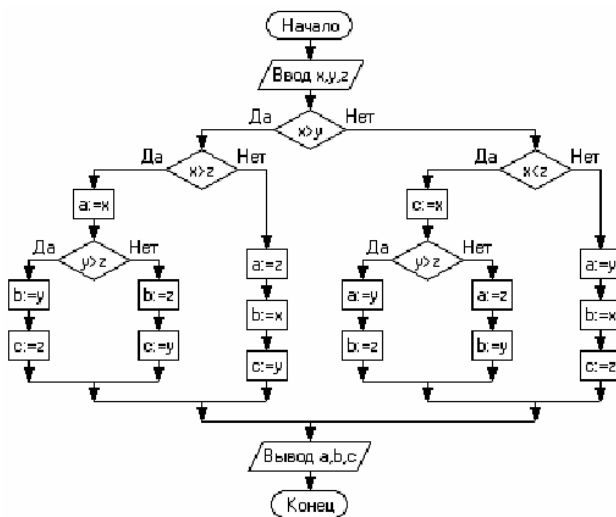 Начало
Ввод x,y,z
Да x>y Нет
Да x>z Нет Да x<z Нет
a:=x c:=x
Да y>z Нет Да y>z Нет
a:=z a:=y
b:=y b:=z a:=y a:=z
b:=x b:=x
c:=z c:=y b:=z b:=y
c:=y c:=z
Вывод a,b,c
Конец